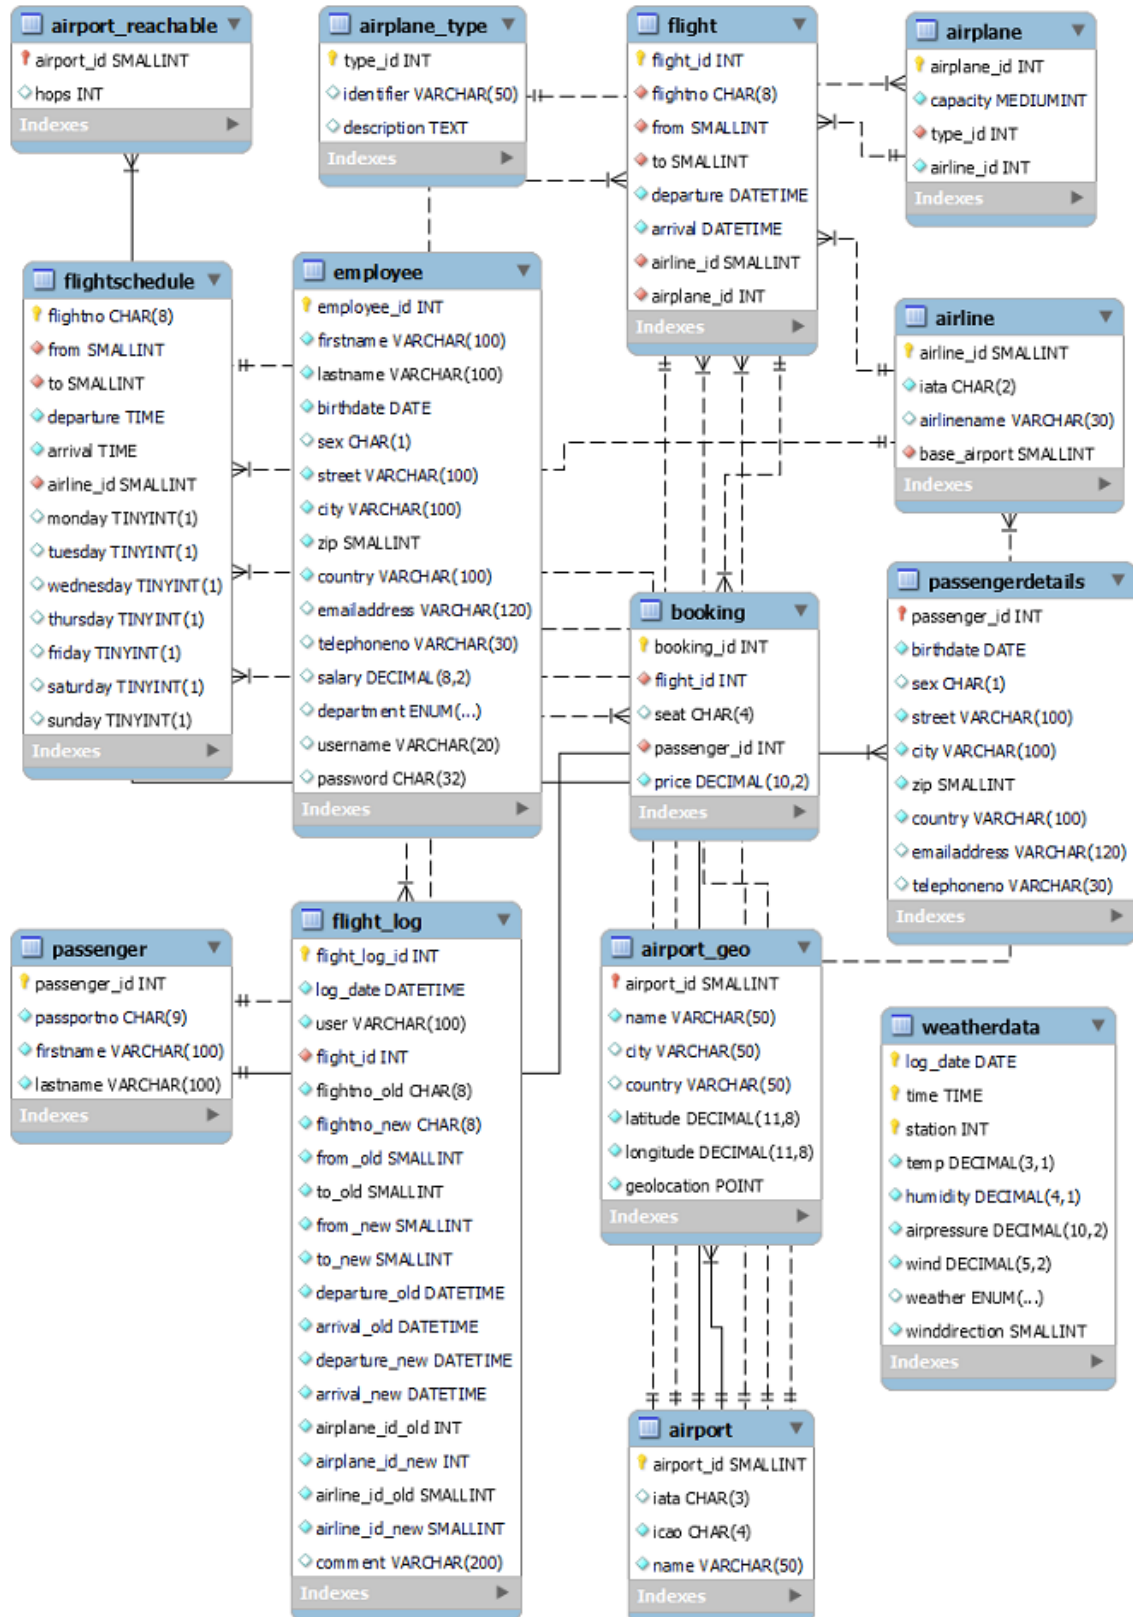 airport_reachable
airport_id SMALLINT
hops INT
Indexes
airplane_type
type_id INT
identifier VARCHAR(50)
description TEXT
Indexes
flight
flight_id INT
flightno CHAR(8)
from SMALLINT
to SMALLINT
departure DATETIME
arrival DATETIME
airline_id SMALLINT
airplane_id INT
Indexes
airplane
airplane_id INT
capacity MEDIUMINT
type_id INT
airline_id INT
Indexes
flightschedule
flightno CHAR(8)
from SMALLINT
to SMALLINT
departure TIME
arrival TIME
airline_id SMALLINT
monday TINYINT(1)
tuesday TINYINT(1)
wednesday TINYINT(1)
thursday TINYINT(1)
friday TINYINT(1)
saturday TINYINT(1)
sunday TINYINT(1)
Indexes
employee
employee_id INT
firstname VARCHAR(100)
lastname VARCHAR(100)
birthdate DATE
sex CHAR(1)
street VARCHAR(100)
city VARCHAR(100)
zip SMALLINT
country VARCHAR(100)
emailaddress VARCHAR(120)
telephoneno VARCHAR(30)
salary DECIMAL(8,2)
department ENUM(...)
username VARCHAR(20)
password CHAR(32)
Indexes
airline
airline_id SMALLINT
iata CHAR(2)
airlinename VARCHAR(30)
base_airport SMALLINT
Indexes
booking
booking_id INT
flight_id INT
seat CHAR(4)
passenger_id INT
price DECIMAL(10,2)
Indexes
passengerdetails
passenger_id INT
birthdate DATE
sex CHAR(1)
street VARCHAR(100)
city VARCHAR(100)
zip SMALLINT
country VARCHAR(100)
emailaddress VARCHAR(120)
telephoneno VARCHAR(30)
Indexes
passenger
passenger_id INT
passportno CHAR(9)
firstname VARCHAR(100)
lastname VARCHAR(100)
Indexes
flight_log
flight_log_id INT
log_date DATETIME
user VARCHAR(100)
flight_id INT
flightno_old CHAR(8)
flightno_new CHAR(8)
from_old SMALLINT
to_old SMALLINT
from_new SMALLINT
to_new SMALLINT
departure_old DATETIME
arrival_old DATETIME
departure_new DATETIME
arrival_new DATETIME
airplane_id_old INT
airplane_id_new INT
airline_id_old SMALLINT
airline_id_new SMALLINT
comment VARCHAR(200)
Indexes
airport_geo
airport_id SMALLINT
name VARCHAR(50)
city VARCHAR(50)
country VARCHAR(50)
latitude DECIMAL(11,8)
longitude DECIMAL(11,8)
geolocation POINT
Indexes
weatherdata
log_date DATE
time TIME
station INT
temp DECIMAL(3,1)
humidity DECIMAL(4,1)
airpressure DECIMAL(10,2)
wind DECIMAL(5,2)
weather ENUM(...)
winddirection SMALLINT
Indexes
airport
airport_id SMALLINT
iata CHAR(3)
icao CHAR(4)
name VARCHAR(50)
Indexes